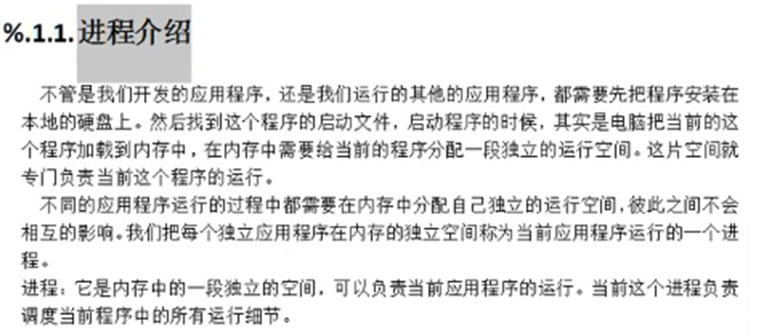 %.1.1.进程介绍
不管是我们开发的应用程序，还是我们运行的其他的应用程序，都需要先把程序安装在
本地的硬盘上。然后找到这个程序的启动文件，启动程序的时候，其实是电脑把当前的这
个程序加载到内存中，在内存中需要给当前的程序分配一段独立的运行空间。这片空间就
专门负责当前这个程序的运行。
不同的应用程序运行的过程中都需要在内存中分配自己独立的运行空间，彼此之间不会
相互的影响。我们把每个独立应用程序在内存的独立空间称为当前应用程序运行的一个进
程。
进程：它是内存中的一段独立的空间，可以负责当前应用程序的运行。当前这个进程负责
调度当前程序中的所有运行细节。